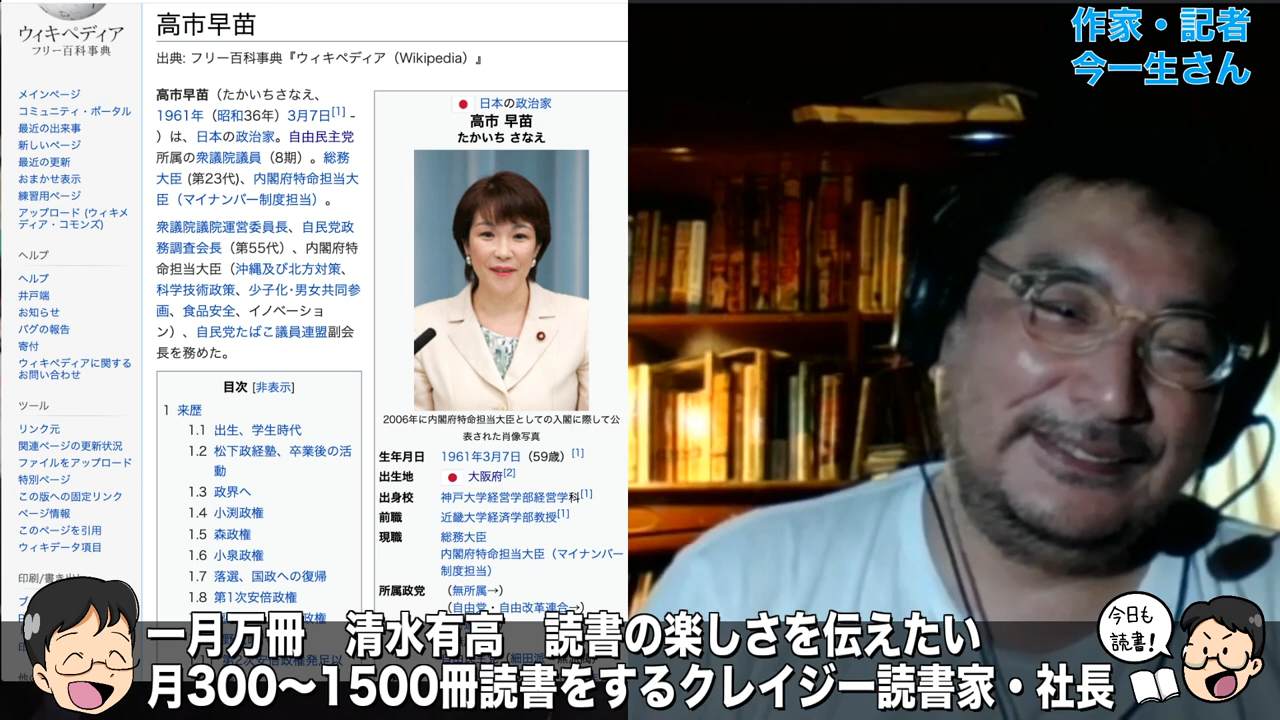 ウィキペディア
フリー百科事典
メインページ
コミュニティ・ポータル
最近の出来事
新しいページ
最近の更新
おまかせ表示
練習用ページ
アップロード (ウィキメ
ディア・コモンズ)
ヘルプ
ヘルプ
井戸端
お知らせ
バグの報告
寄付
ウィキペディアに関する
お問い合わせ
ツール
リンク元
関連ページの更新状況
ファイルをアップロード
特別ページ
この版への固定リンク
ページ情報
このページを引用
ウィキデータ項目
印刷/書き出し
高市早苗
出典: フリー百科事典『ウィキペディア（Wikipedia）』
高市早苗（たかいちさなえ、
1961年（昭和36年）3月7日[1] -
）は、日本の政治家。自由民主党
所属の衆議院議員（8期）。総務
大臣 (第23代)、内閣府特命担当大
臣（マイナンバー制度担当）。
衆議院議院運営委員長、自民党政
務調査会長（第55代）、内閣府特
命担当大臣（沖縄及び北方対策、
科学技術政策、少子化･男女共同参
画、食品安全、イノベーショ
ン）、自民党たばこ議員連盟副会
長を務めた。
目次 [非表示]
1 来歴
1.1 出生、学生時代
1.2 松下政経塾、卒業後の活
動
1.3 政界へ
1.4 小渕政権
1.5 森政権
1.6 小泉政権
1.7 落選、国政への復帰
1.8 第1次安倍政権
日本の政治家
高市 早苗
たかいち さなえ
2006年に内閣府特命担当大臣としての入閣に際して公
表された肖像写真
生年月日 1961年3月7日（59歳）[1]
出生地 大阪府[2]
出身校 神戸大学経営学部経営学科[1]
前職 近畿大学経済学部教授[1]
現職 総務大臣
内閣府特命担当大臣（マイナンバー
制度担当）
所属政党 （無所属→）
（自由党・自由改革連合→）
作家・記者
今一生さん
一月万冊　清水有高　読書の楽しさを伝えたい
月300〜1500冊読書をするクレイジー読書家・社長
今日も
読書!